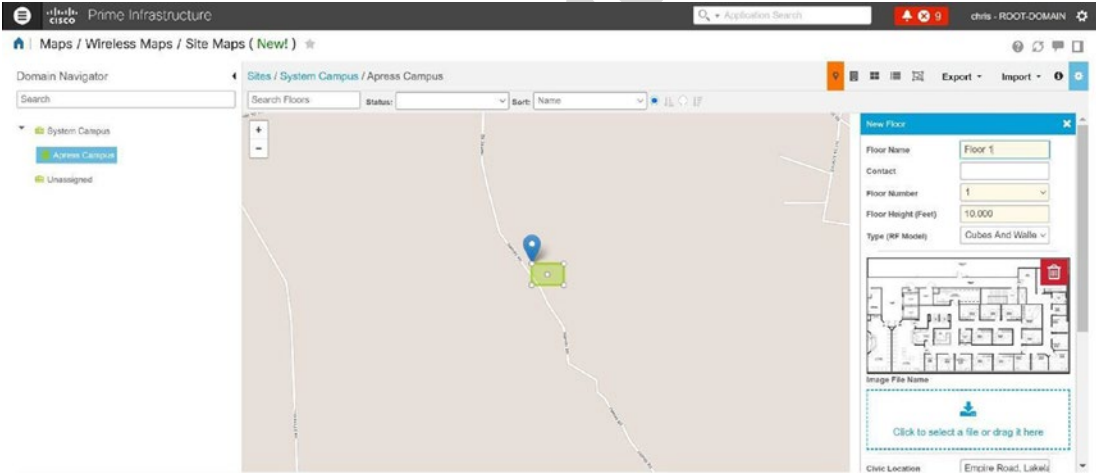 cisco Prime Infrastructure
Application Search
9
chris - ROOT-DOMAIN
Maps / Wireless Maps / Site Maps ( New! )
Domain Navigator
Sites / System Campus / Apress Campus
Export
Import
Search
Search Floors
Status:
Sort: Name
System Campus
Apress Campus
Unassigned
+
-
New Floor
Floor Name Floor 1
Contact
Floor Number 1
Floor Height (Feet) 10.000
Type (RF Model) Cubes And Walle
Image File Name
Click to select a file or drag it here
Civic Location Empire Road, Lakela